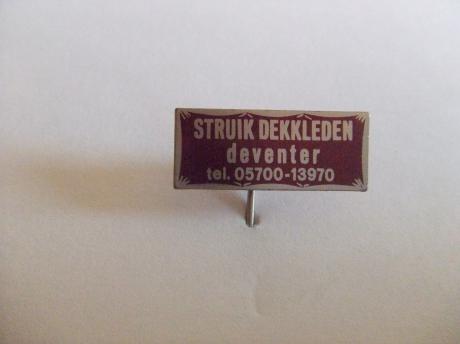 STRUIK DEKKLEDEN
deventer
tel. 05700-13970